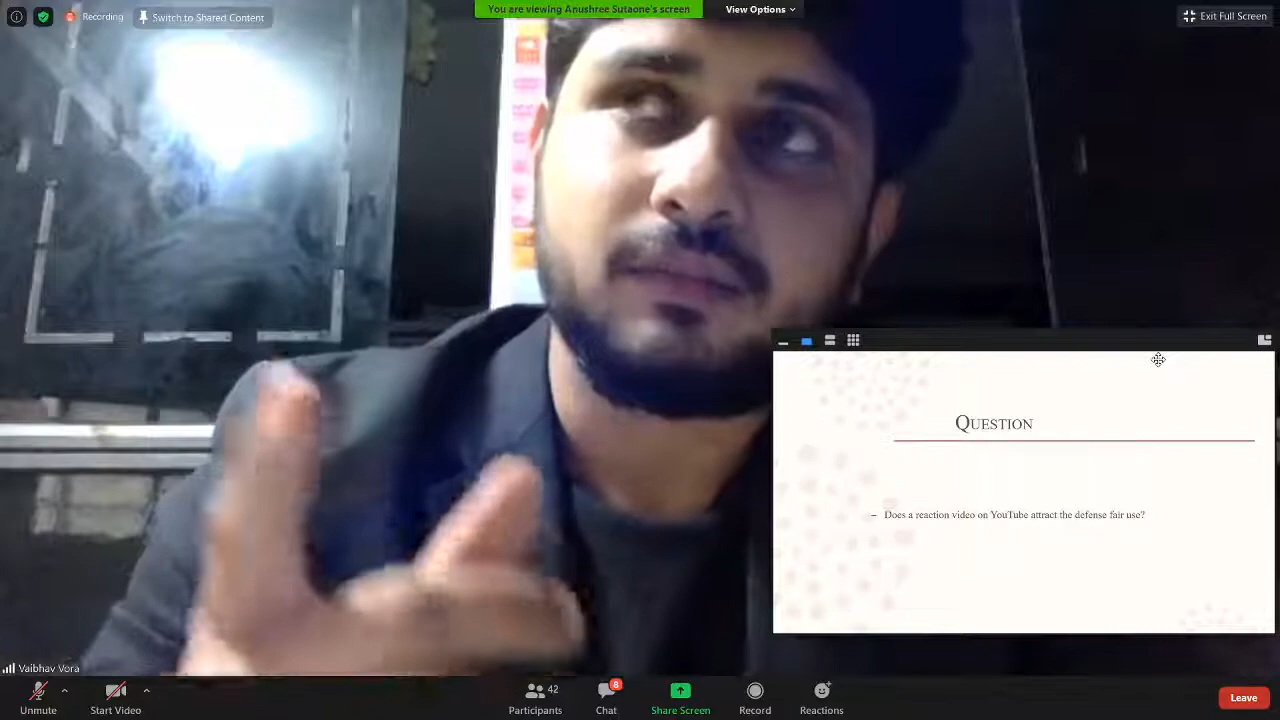 Recording
Switch to Shared Content
You are viewing Anushree Sutaone's screen
View Options
Exit Full Screen
QUESTION
– Does a reaction video on YouTube attract the defense fair use?
Vaibhav Vora
Unmute
Start Video
Participants
42
Chat
8
Share Screen
Record
Reactions
Leave